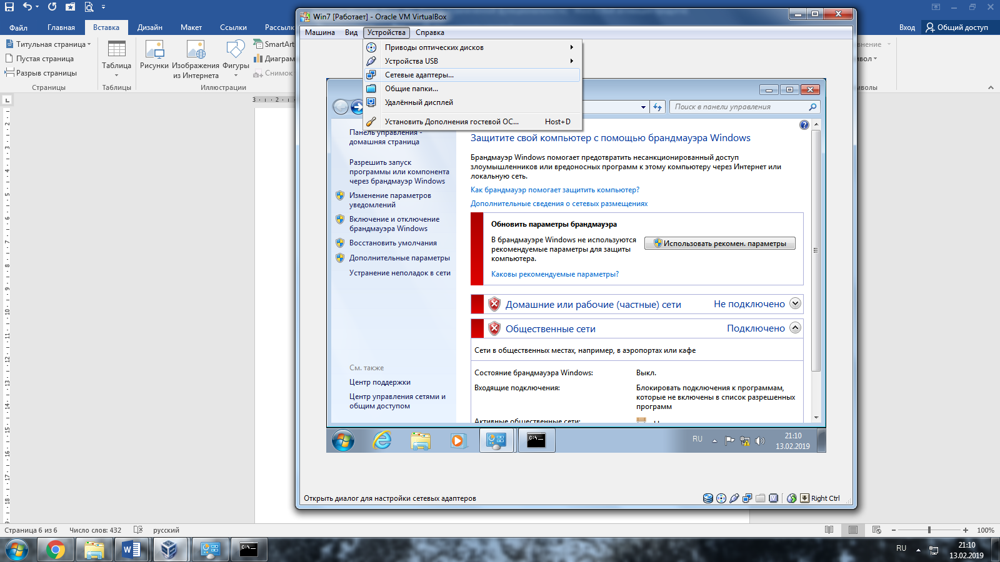 Win7 [Работает] - Oracle VM VirtualBox
Файл
Главная
Вставка
Дизайн
Макет
Ссылки
Рассылк
Вход
Общий доступ
Машина
Вид
Устройства
Справка
Титульная страница
Пустая страница
Разрыв страницы
Страницы
Таблица
Таблицы
Рисунки
Изображения
из Интернета
Фигуры
SmartArt
Диаграм
Снимок
Иллюстрации
Приводы оптических дисков
Устройства USB
Сетевые адаптеры...
Общие папки...
Удалённый дисплей
Установить Дополнения гостевой ОС...
Host+D
Поиск в панели управления
Панель управления -
домашняя страница
Разрешить запуск
программы или компонента
через брандмауэр Windows
Изменение параметров
уведомлений
Включение и отключение
брандмауэра Windows
Восстановить умолчания
Дополнительные параметры
Устранение неполадок в сети
См. также
Центр поддержки
Центр управления сетями и
общим доступом
Защитите свой компьютер с помощью брандмауэра Windows
Брандмауэр Windows помогает предотвратить несанкционированный доступ
злоумышленников или вредоносных программ к этому компьютеру через Интернет или
локальную сеть.
Как брандмауэр помогает защитить компьютер?
Дополнительные сведения о сетевых размещениях
Обновить параметры брандмауэра
В брандмауэре Windows не используются
рекомендуемые параметры для защиты
компьютера.
Использовать рекомен. параметры
Каковы рекомендуемые параметры?
Домашние или рабочие (частные) сети
Не подключено
Общественные сети
Подключено
Сети в общественных местах, например, в аэропортах или кафе
Состояние брандмауэра Windows:
Выкл.
Входящие подключения:
Блокировать подключения к программам,
которые не включены в список разрешенных
программ
Активные общественные сети:
RU
21:10
13.02.2019
Открыть диалог для настройки сетевых адаптеров
Right Ctrl
Страница 6 из 6
Число слов: 432
русский
100%
RU
21:10
13.02.2019